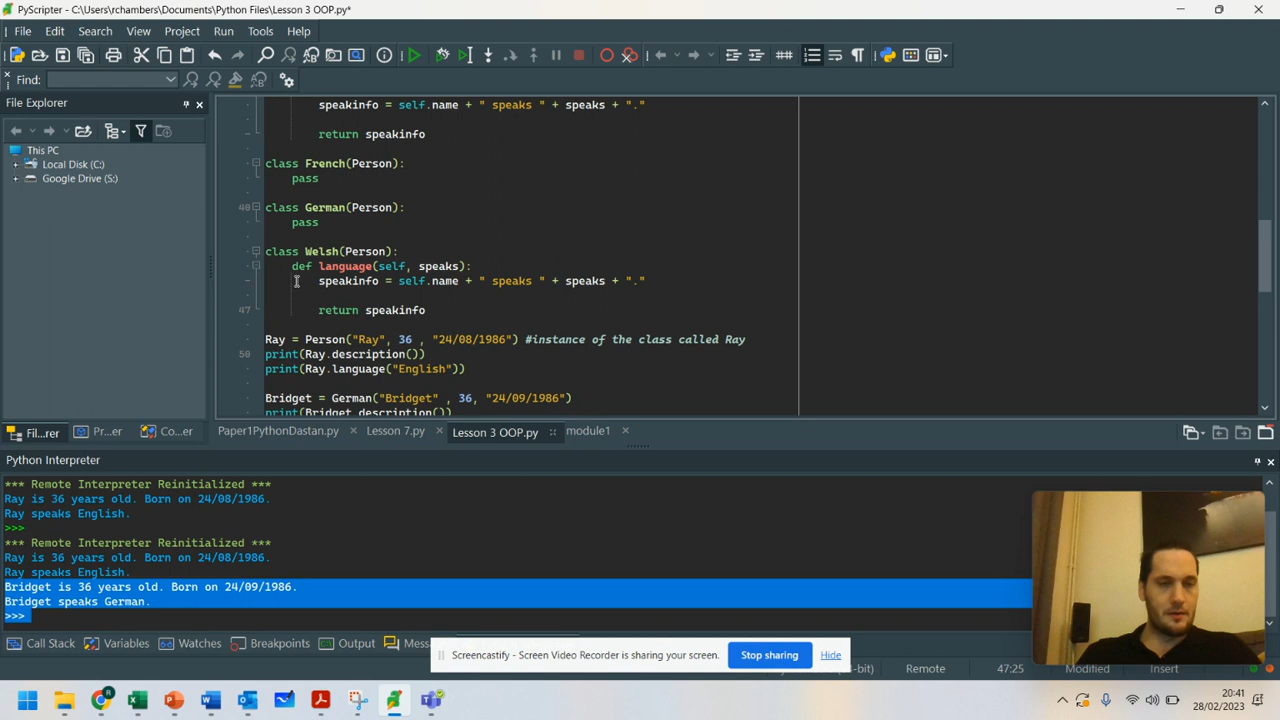 PyScripter - C:\Users\rchambers\Documents\Python Files\Lesson 3 OOP.py*
File Edit Search View Project Run Tools Help
Find:
File Explorer
This PC
Local Disk (C:)
Google Drive (S:)
speakinfo = self.name + " speaks " + speaks + "."
return speakinfo
class French(Person):
pass
40 class German(Person):
pass
class Welsh(Person):
def language(self, speaks):
speakinfo = self.name + " speaks " + speaks + "."
47 return speakinfo
Ray = Person("Ray", 36 , "24/08/1986") #instance of the class called Ray
50 print(Ray.description())
print(Ray.language("English"))
Bridget = German("Bridget" , 36, "24/09/1986")
print(Bridget.description())
Fil...rer Pr...er Co...er Paper1PythonDastan.py Lesson 7.py Lesson 3 OOP.py module1
Python Interpreter
*** Remote Interpreter Reinitialized ***
Ray is 36 years old. Born on 24/08/1986.
Ray speaks English.
>>>
*** Remote Interpreter Reinitialized ***
Ray is 36 years old. Born on 24/08/1986.
Ray speaks English.
Bridget is 36 years old. Born on 24/09/1986.
Bridget speaks German.
>>>
Call Stack Variables Watches Breakpoints Output Mess
Screencastify - Screen Video Recorder is sharing your screen. Stop sharing Hide
-bit) Remote 47:25 Modified Insert
20:41
28/02/2023